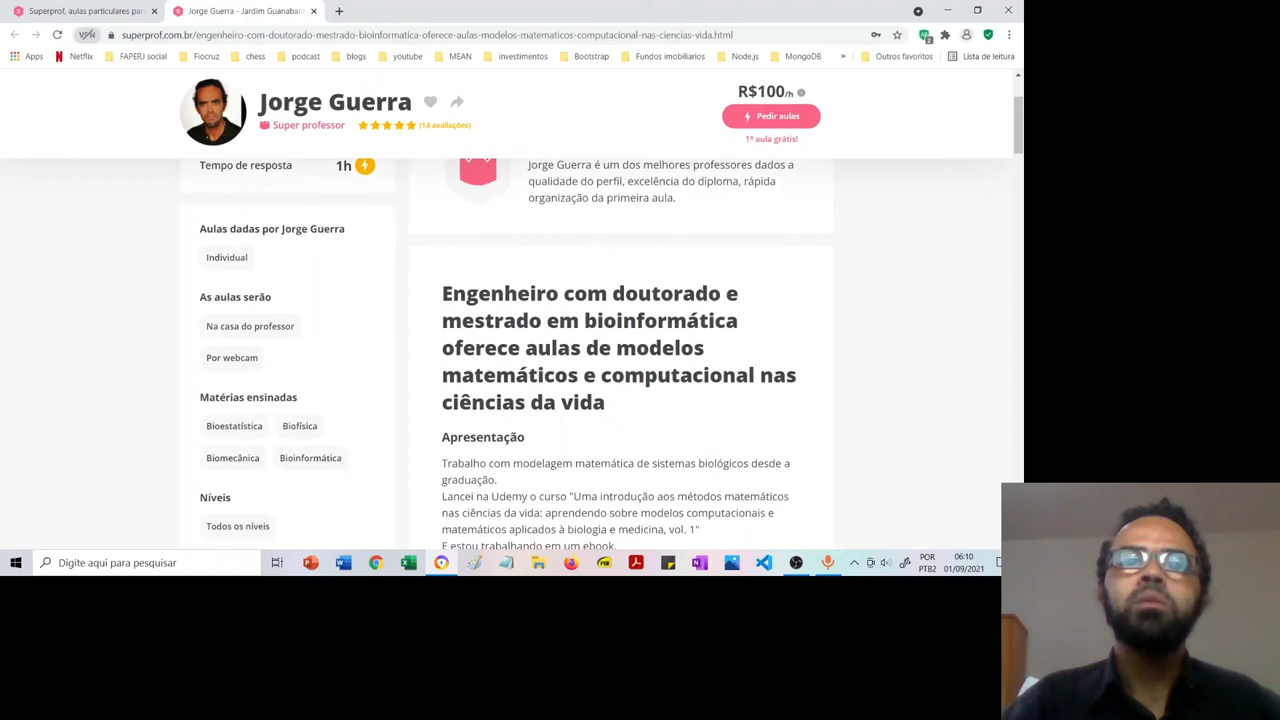 Superprof, aulas particulares pa
Jorge Guerra - Jardim Guanabara
VPN
superprof.com.br/engenheiro-com-doutorado-mestrado-bioinformatica-oferece-aulas-modelos-matematicos-computacional-nas-ciencias-vida.html
Apps
Netflix
FAPERJ social
Fiocruz
chess
podcast
blogs
youtube
MEAN
investimentos
Bootstrap
Fundos imobiliarios
Node.js
MongoDB
»
Outros favoritos
Lista de leitura
Jorge Guerra
Super professor
(14 avaliações)
R$100/h
Pedir aulas
1ª aula grátis!
Tempo de resposta
1h
Jorge Guerra é um dos melhores professores dados a
qualidade do perfil, excelência do diploma, rápida
organização da primeira aula.
Aulas dadas por Jorge Guerra
Individual
As aulas serão
Na casa do professor
Por webcam
Matérias ensinadas
Bioestatística
Biofísica
Biomecânica
Bioinformática
Níveis
Todos os níveis
Engenheiro com doutorado e
mestrado em bioinformática
oferece aulas de modelos
matemáticos e computacional nas
ciências da vida
Apresentação
Trabalho com modelagem matemática de sistemas biológicos desde a
graduação.
Lancei na Udemy o curso "Uma introdução aos métodos matemáticos
nas ciências da vida: aprendendo sobre modelos computacionais e
matemáticos aplicados à biologia e medicina, vol. 1"
E estou trabalhando em um ebook.
Digite aqui para pesquisar
POR
PTB2
06:10
01/09/2021